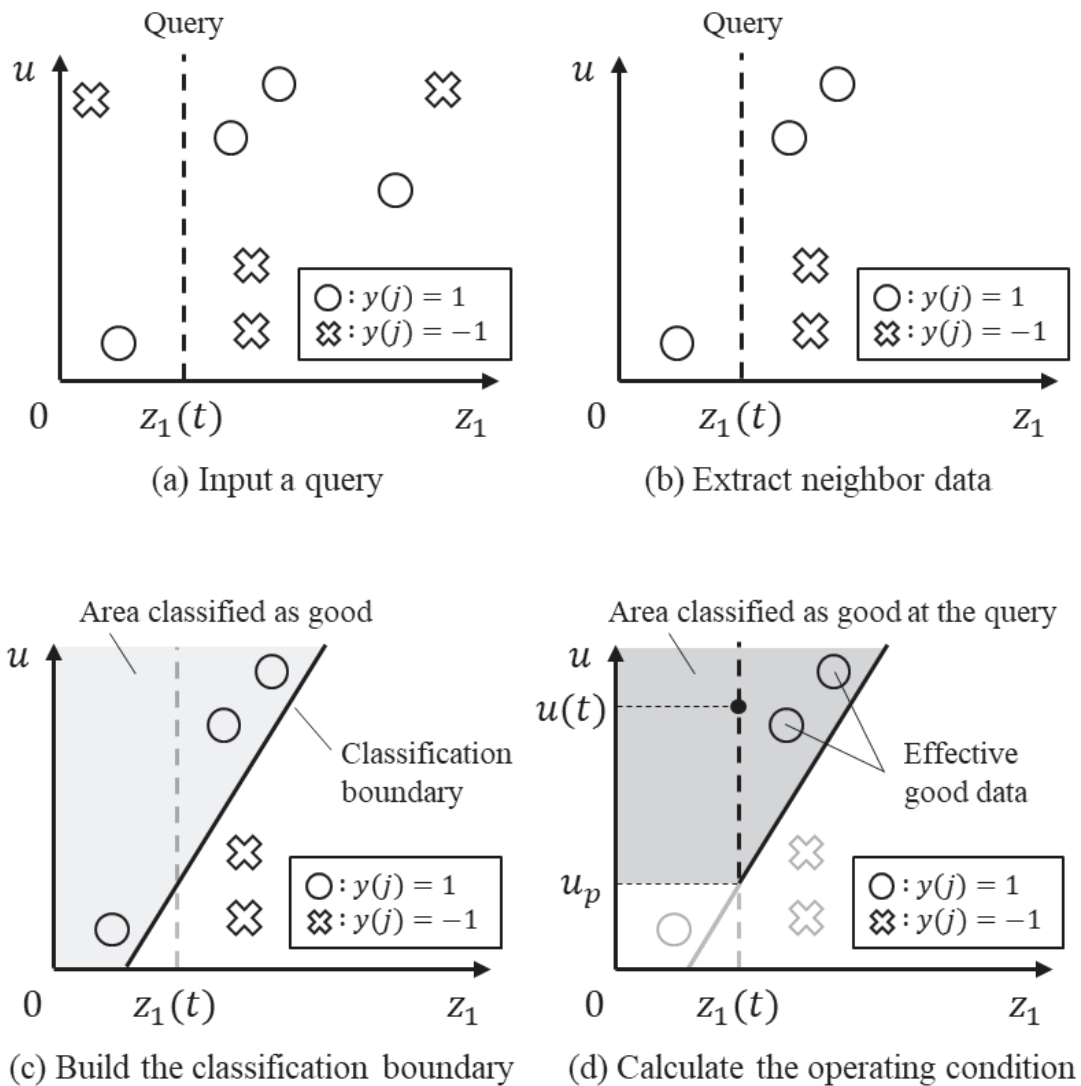 Query
u
○: y(j) = 1
✖: y(j) = −1
0
z₁(t)
z₁
(a) Input a query
Query
u
○: y(j) = 1
✖: y(j) = −1
0
z₁(t)
z₁
(b) Extract neighbor data
Area classified as good
u
Classification
boundary
○: y(j) = 1
✖: y(j) = −1
0
z₁(t)
z₁
(c) Build the classification boundary
Area classified as good at the query
u
u(t)
Effective
good data
uₚ
○: y(j) = 1
✖: y(j) = −1
0
z₁(t)
z₁
(d) Calculate the operating condition